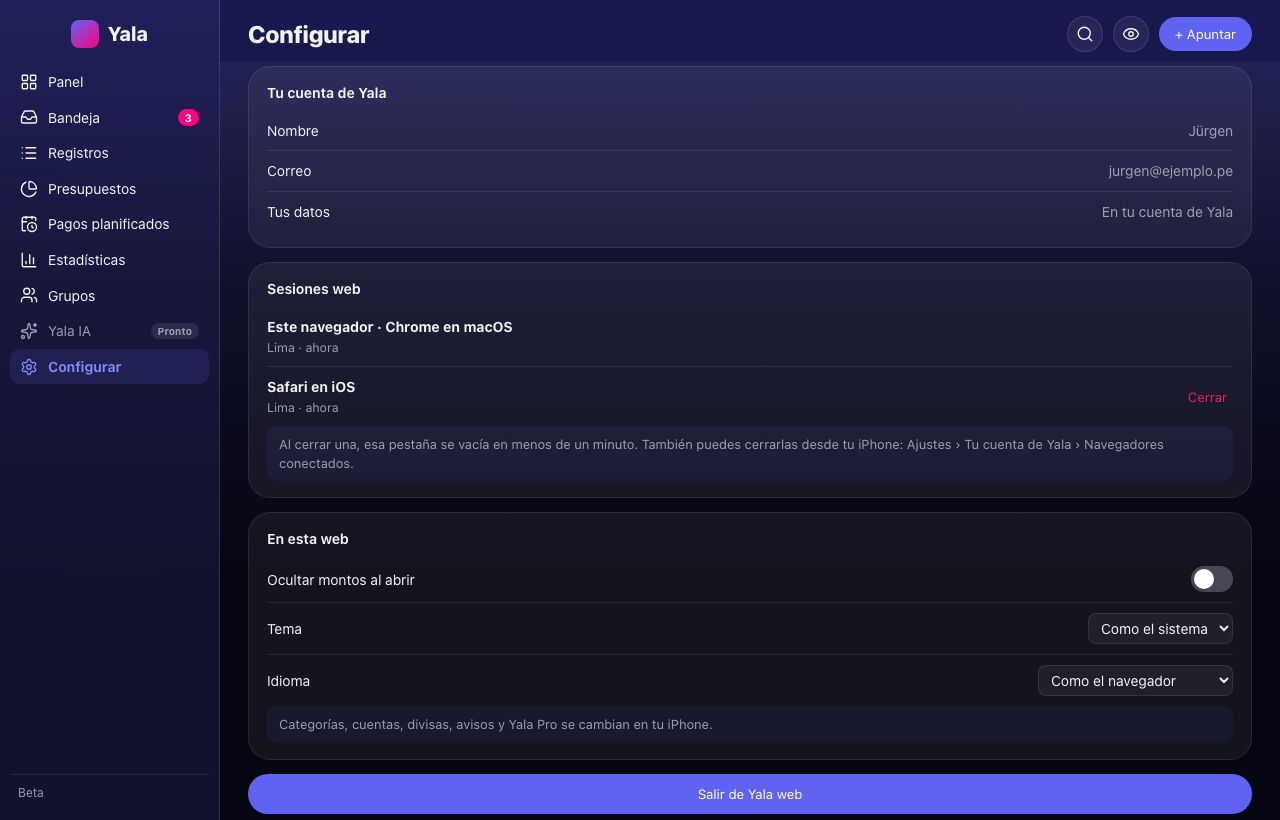 Yala
Panel
Bandeja
3
Registros
Presupuestos
Pagos planificados
Estadísticas
Grupos
Yala IA
Pronto
Configurar
Beta
Configurar
+ Apuntar
Tu cuenta de Yala
Nombre
Jürgen
Correo
jurgen@ejemplo.pe
Tus datos
En tu cuenta de Yala
Sesiones web
Este navegador · Chrome en macOS
Lima · ahora
Safari en iOS
Lima · ahora
Cerrar
Al cerrar una, esa pestaña se vacía en menos de un minuto. También puedes cerrarlas desde tu iPhone: Ajustes › Tu cuenta de Yala › Navegadores
conectados.
En esta web
Ocultar montos al abrir
Tema
Como el sistema
Idioma
Como el navegador
Categorías, cuentas, divisas, avisos y Yala Pro se cambian en tu iPhone.
Salir de Yala web